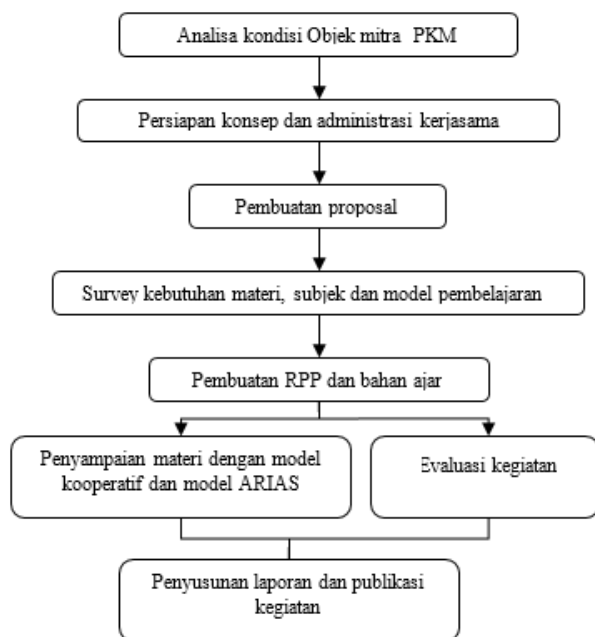 Analisa kondisi Objek mitra PKM
Persiapan konsep dan administrasi kerjasama
Pembuatan proposal
Survey kebutuhan materi, subjek dan model pembelajaran
Pembuatan RPP dan bahan ajar
Penyampaian materi dengan model
kooperatif dan model ARIAS
Evaluasi kegiatan
Penyusunan laporan dan publikasi
kegiatan